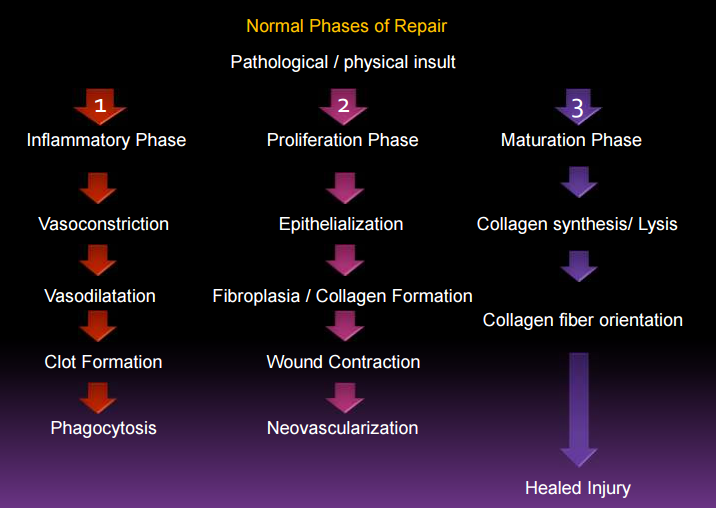 Normal Phases of Repair
Pathological / physical insult
1
Inflammatory Phase
Vasoconstriction
Vasodilatation
Clot Formation
Phagocytosis
2
Proliferation Phase
Epithelialization
Fibroplasia / Collagen Formation
Wound Contraction
Neovascularization
3
Maturation Phase
Collagen synthesis/ Lysis
Collagen fiber orientation
Healed Injury